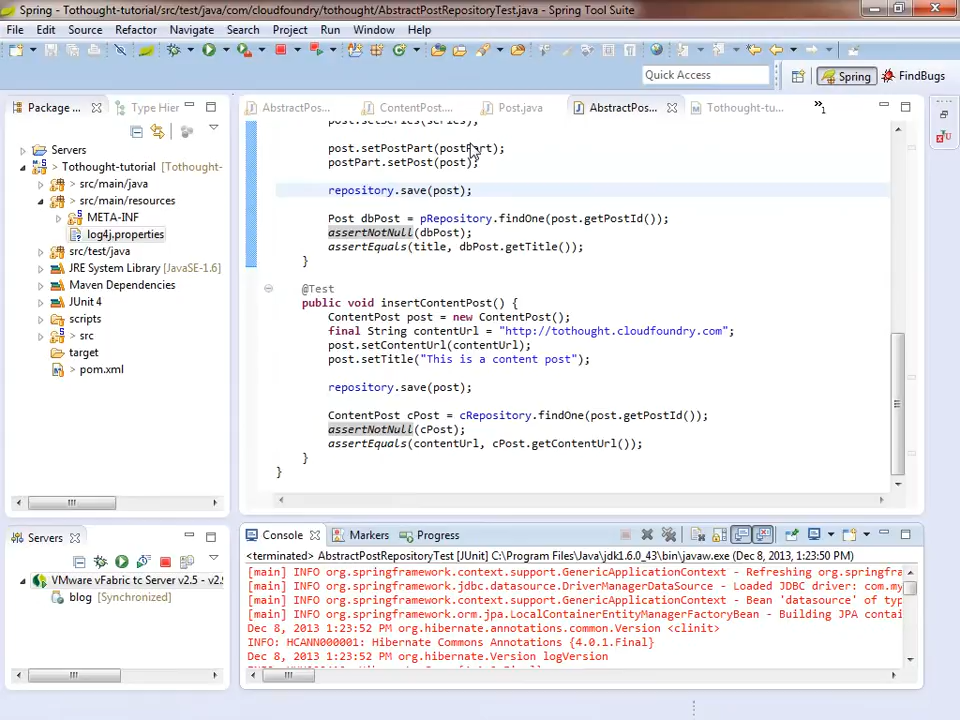 Spring - Tothought-tutorial/src/test/java/com/cloudfoundry/tothought/AbstractPostRepositoryTest.java - Spring Tool Suite
File Edit Source Refactor Navigate Search Project Run Window Help
Quick Access
Spring
FindBugs
Package ...
Type Hier
AbstractPos...
ContentPost....
Post.java
AbstractPos...
Tothought-tu...
»1
Servers
Tothought-tutorial [Tothought-
src/main/java
src/main/resources
META-INF
log4j.properties
src/test/java
JRE System Library [JavaSE-1.6]
Maven Dependencies
JUnit 4
scripts
src
target
pom.xml
post.setSeries(series);
post.setPostPart(postPart);
postPart.setPost(post);
repository.save(post);
Post dbPost = pRepository.findOne(post.getPostId());
assertNotNull(dbPost);
assertEquals(title, dbPost.getTitle());
}
@Test
public void insertContentPost() {
ContentPost post = new ContentPost();
final String contentUrl = "http://tothought.cloudfoundry.com";
post.setContentUrl(contentUrl);
post.setTitle("This is a content post");
repository.save(post);
ContentPost cPost = cRepository.findOne(post.getPostId());
assertNotNull(cPost);
assertEquals(contentUrl, cPost.getContentUrl());
}
}
Servers
VMware vFabric tc Server v2.5 - v2.9
blog [Synchronized]
Console
Markers
Progress
<terminated> AbstractPostRepositoryTest [JUnit] C:\Program Files\Java\jdk1.6.0_43\bin\javaw.exe (Dec 8, 2013 1:23:50 PM)
[main] INFO org.springframework.context.support.GenericApplicationContext - Refreshing org.springfra
[main] INFO org.springframework.jdbc.datasource.DriverManagerDataSource - Loaded JDBC driver: com.my
[main] INFO org.springframework.context.support.GenericApplicationContext - Bean 'datasource' of typ
[main] INFO org.springframework.orm.jpa.LocalContainerEntityManagerFactoryBean - Building JPA contai
Dec 8, 2013 1:23:52 PM org.hibernate.annotations.common.Version <clinit>
INFO: HCANN000001: Hibernate Commons Annotations {4.0.1.Final}
Dec 8, 2013 1:23:52 PM org.hibernate.Version logVersion